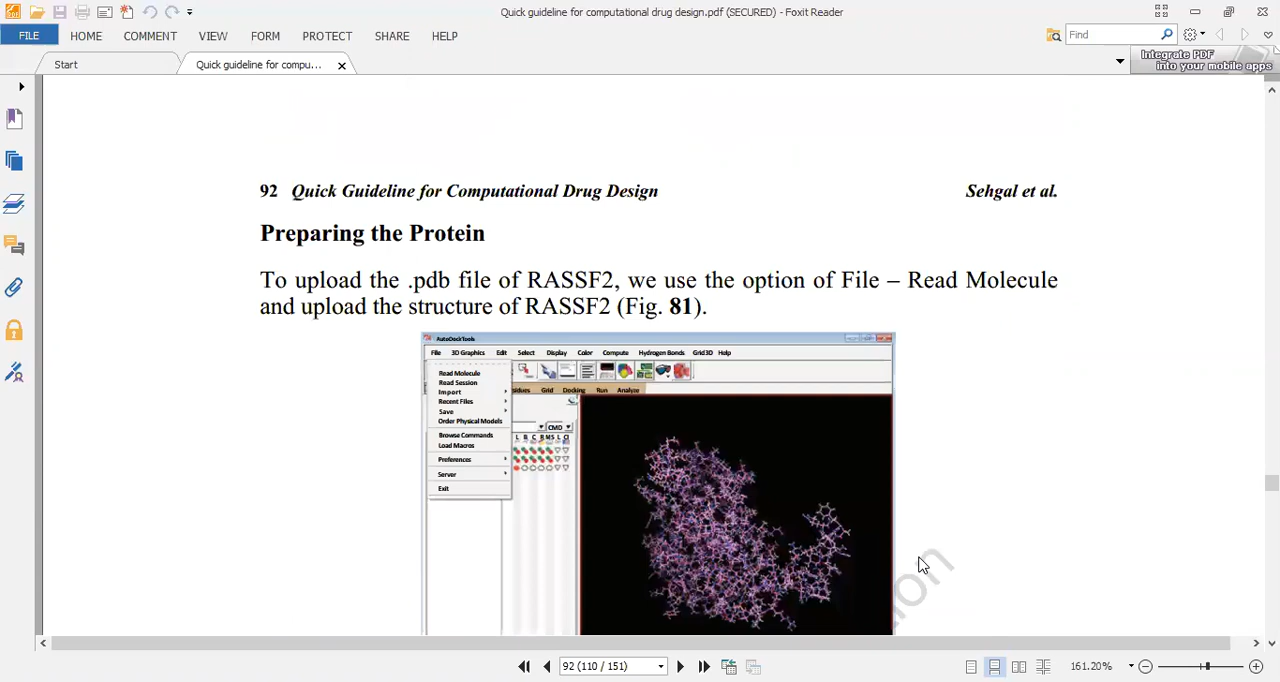 Quick guideline for computational drug design.pdf (SECURED) - Foxit Reader
FILE HOME COMMENT VIEW FORM PROTECT SHARE HELP
Find
Start Quick guideline for compu...
Integrate PDF
into your mobile apps
92 Quick Guideline for Computational Drug Design Sehgal et al.
Preparing the Protein
To upload the .pdb file of RASSF2, we use the option of File – Read Molecule
and upload the structure of RASSF2 (Fig. 81).
AutoDockTools
File 3D Graphics Edit Select Display Color Compute Hydrogen Bonds Grid3D Help
Read Molecule
Read Session
Import
Recent Files
Save
Order Physical Models
Browse Commands
Load Macros
Preferences
Server
Exit
Grid Docking Run Analyze
CMD
L B C R MS L Cl
on
92 (110 / 151)
161.20%